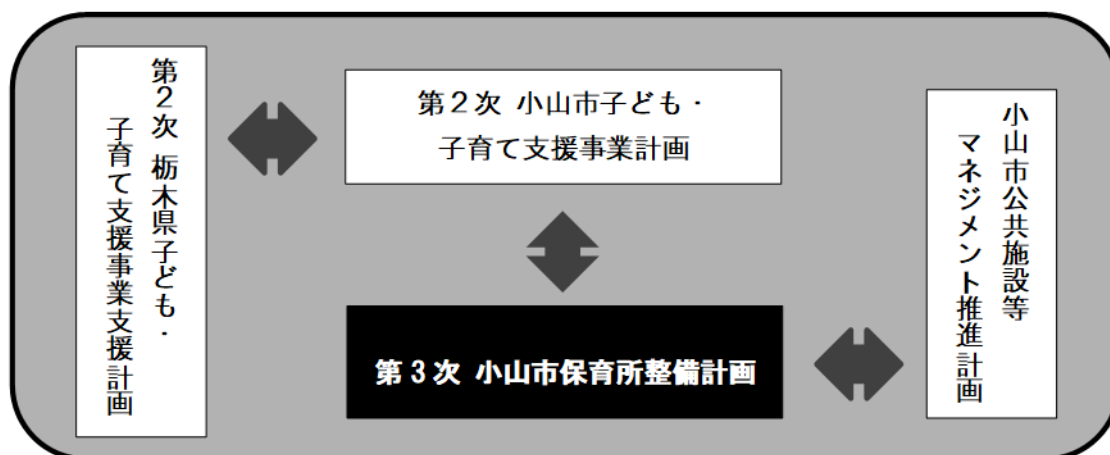 第２次 栃木県子ども・
子育て支援事業支援計画
第２次 小山市子ども・
子育て支援事業計画
第３次 小山市保育所整備計画
小山市公共施設等
マネジメント推進計画